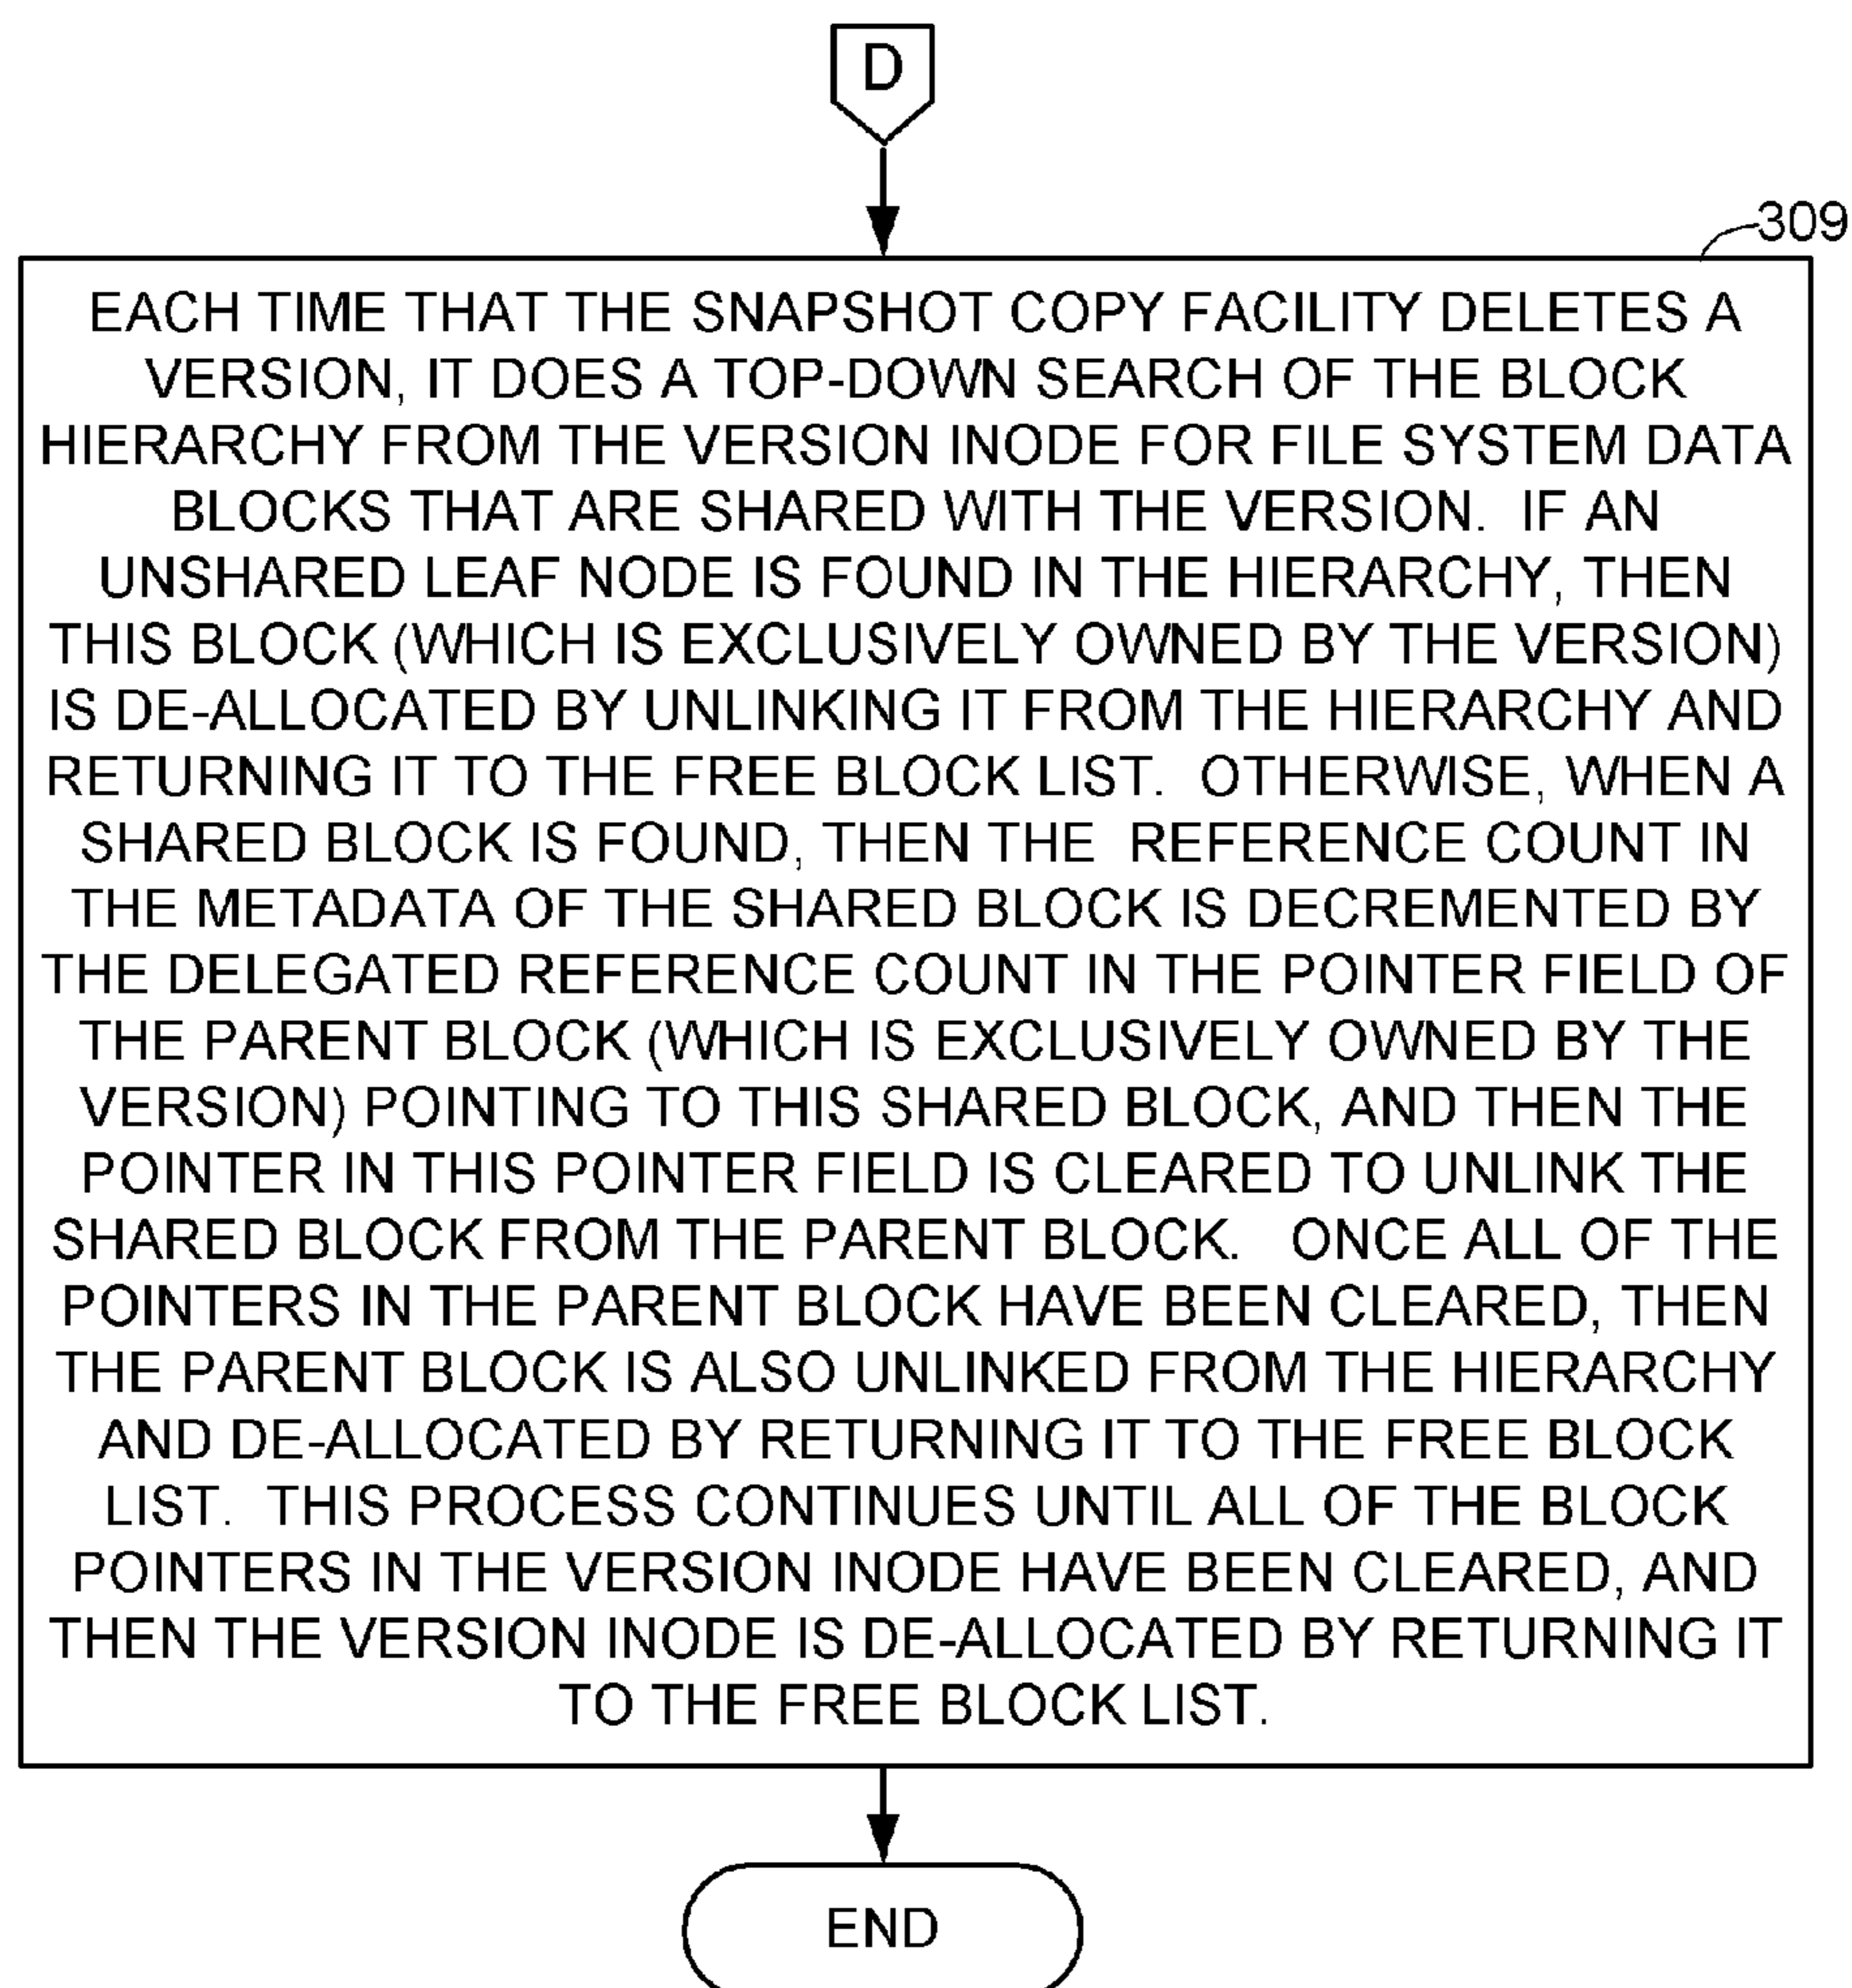 D
309
EACH TIME THAT THE SNAPSHOT COPY FACILITY DELETES A
VERSION, IT DOES A TOP-DOWN SEARCH OF THE BLOCK
HIERARCHY FROM THE VERSION INODE FOR FILE SYSTEM DATA
BLOCKS THAT ARE SHARED WITH THE VERSION. IF AN
UNSHARED LEAF NODE IS FOUND IN THE HIERARCHY, THEN
THIS BLOCK (WHICH IS EXCLUSIVELY OWNED BY THE VERSION)
IS DE-ALLOCATED BY UNLINKING IT FROM THE HIERARCHY AND
RETURNING IT TO THE FREE BLOCK LIST. OTHERWISE, WHEN A
SHARED BLOCK IS FOUND, THEN THE REFERENCE COUNT IN
THE METADATA OF THE SHARED BLOCK IS DECREMENTED BY
THE DELEGATED REFERENCE COUNT IN THE POINTER FIELD OF
THE PARENT BLOCK (WHICH IS EXCLUSIVELY OWNED BY THE
VERSION) POINTING TO THIS SHARED BLOCK, AND THEN THE
POINTER IN THIS POINTER FIELD IS CLEARED TO UNLINK THE
SHARED BLOCK FROM THE PARENT BLOCK. ONCE ALL OF THE
POINTERS IN THE PARENT BLOCK HAVE BEEN CLEARED, THEN
THE PARENT BLOCK IS ALSO UNLINKED FROM THE HIERARCHY
AND DE-ALLOCATED BY RETURNING IT TO THE FREE BLOCK
LIST. THIS PROCESS CONTINUES UNTIL ALL OF THE BLOCK
POINTERS IN THE VERSION INODE HAVE BEEN CLEARED, AND
THEN THE VERSION INODE IS DE-ALLOCATED BY RETURNING IT
TO THE FREE BLOCK LIST.
END